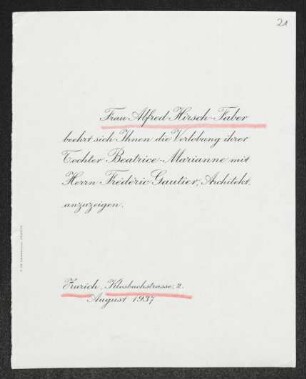 21
Frau Alfred Hirsch-Faber
beehrt sich Ihnen die Verlobung ihrer
Tochter Beatrice-Marianne mit
Herrn Frédéric Gautier, Architekt,
anzuzeigen.
Zürich, Klusbachstrasse, 2.
August 1937